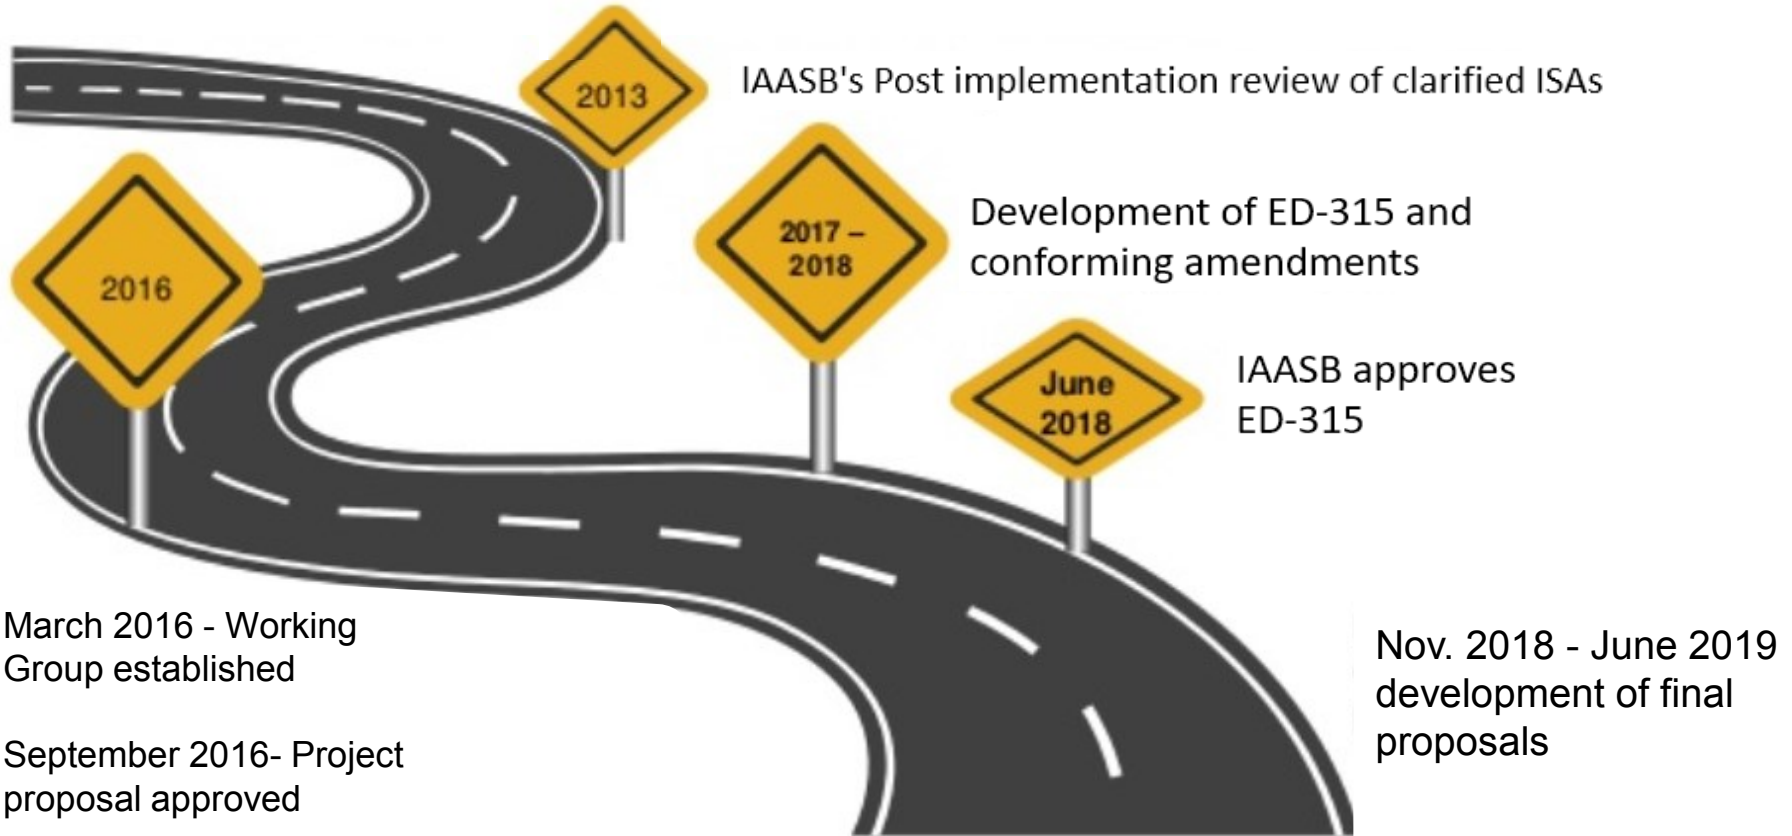 2013
IAASB's Post implementation review of clarified ISAs
2016
2017 –
2018
Development of ED-315 and
conforming amendments
June
2018
IAASB approves
ED-315
March 2016 - Working
Group established
September 2016- Project
proposal approved
Nov. 2018 - June 2019
development of final
proposals